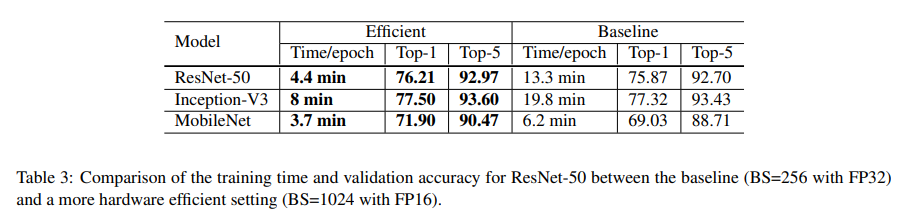 Model Efficient Baseline
Time/epoch Top-1 Top-5 Time/epoch Top-1 Top-5
ResNet-50 4.4 min 76.21 92.97 13.3 min 75.87 92.70
Inception-V3 8 min 77.50 93.60 19.8 min 77.32 93.43
MobileNet 3.7 min 71.90 90.47 6.2 min 69.03 88.71
Table 3: Comparison of the training time and validation accuracy for ResNet-50 between the baseline (BS=256 with FP32)
and a more hardware efficient setting (BS=1024 with FP16).